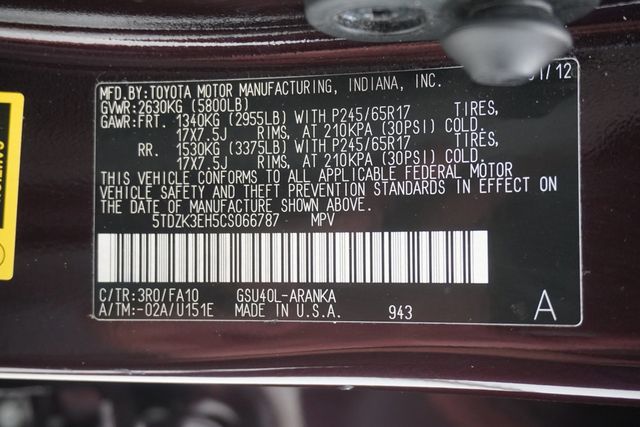 MFD.BY:TOYOTA MOTOR MANUFACTURING, INDIANA, INC. 01/12
GVWR:2630KG (5800LB)
GAWR:FRT. 1340KG (2955LB) WITH P245/65R17 TIRES,
17X7.5J RIMS, AT 210KPA (30PSI) COLD.
RR. 1530KG (3375LB) WITH P245/65R17 TIRES,
17X7.5J RIMS, AT 210KPA (30PSI) COLD.
THIS VEHICLE CONFORMS TO ALL APPLICABLE FEDERAL MOTOR
VEHICLE SAFETY AND THEFT PREVENTION STANDARDS IN EFFECT ON
THE DATE OF MANUFACTURE SHOWN ABOVE.
5TDZK3EH5CS066787 MPV
C/TR:3R0/FA10 GSU40L-ARANKA
A/TM:-02A/U151E MADE IN U.S.A. 943 A